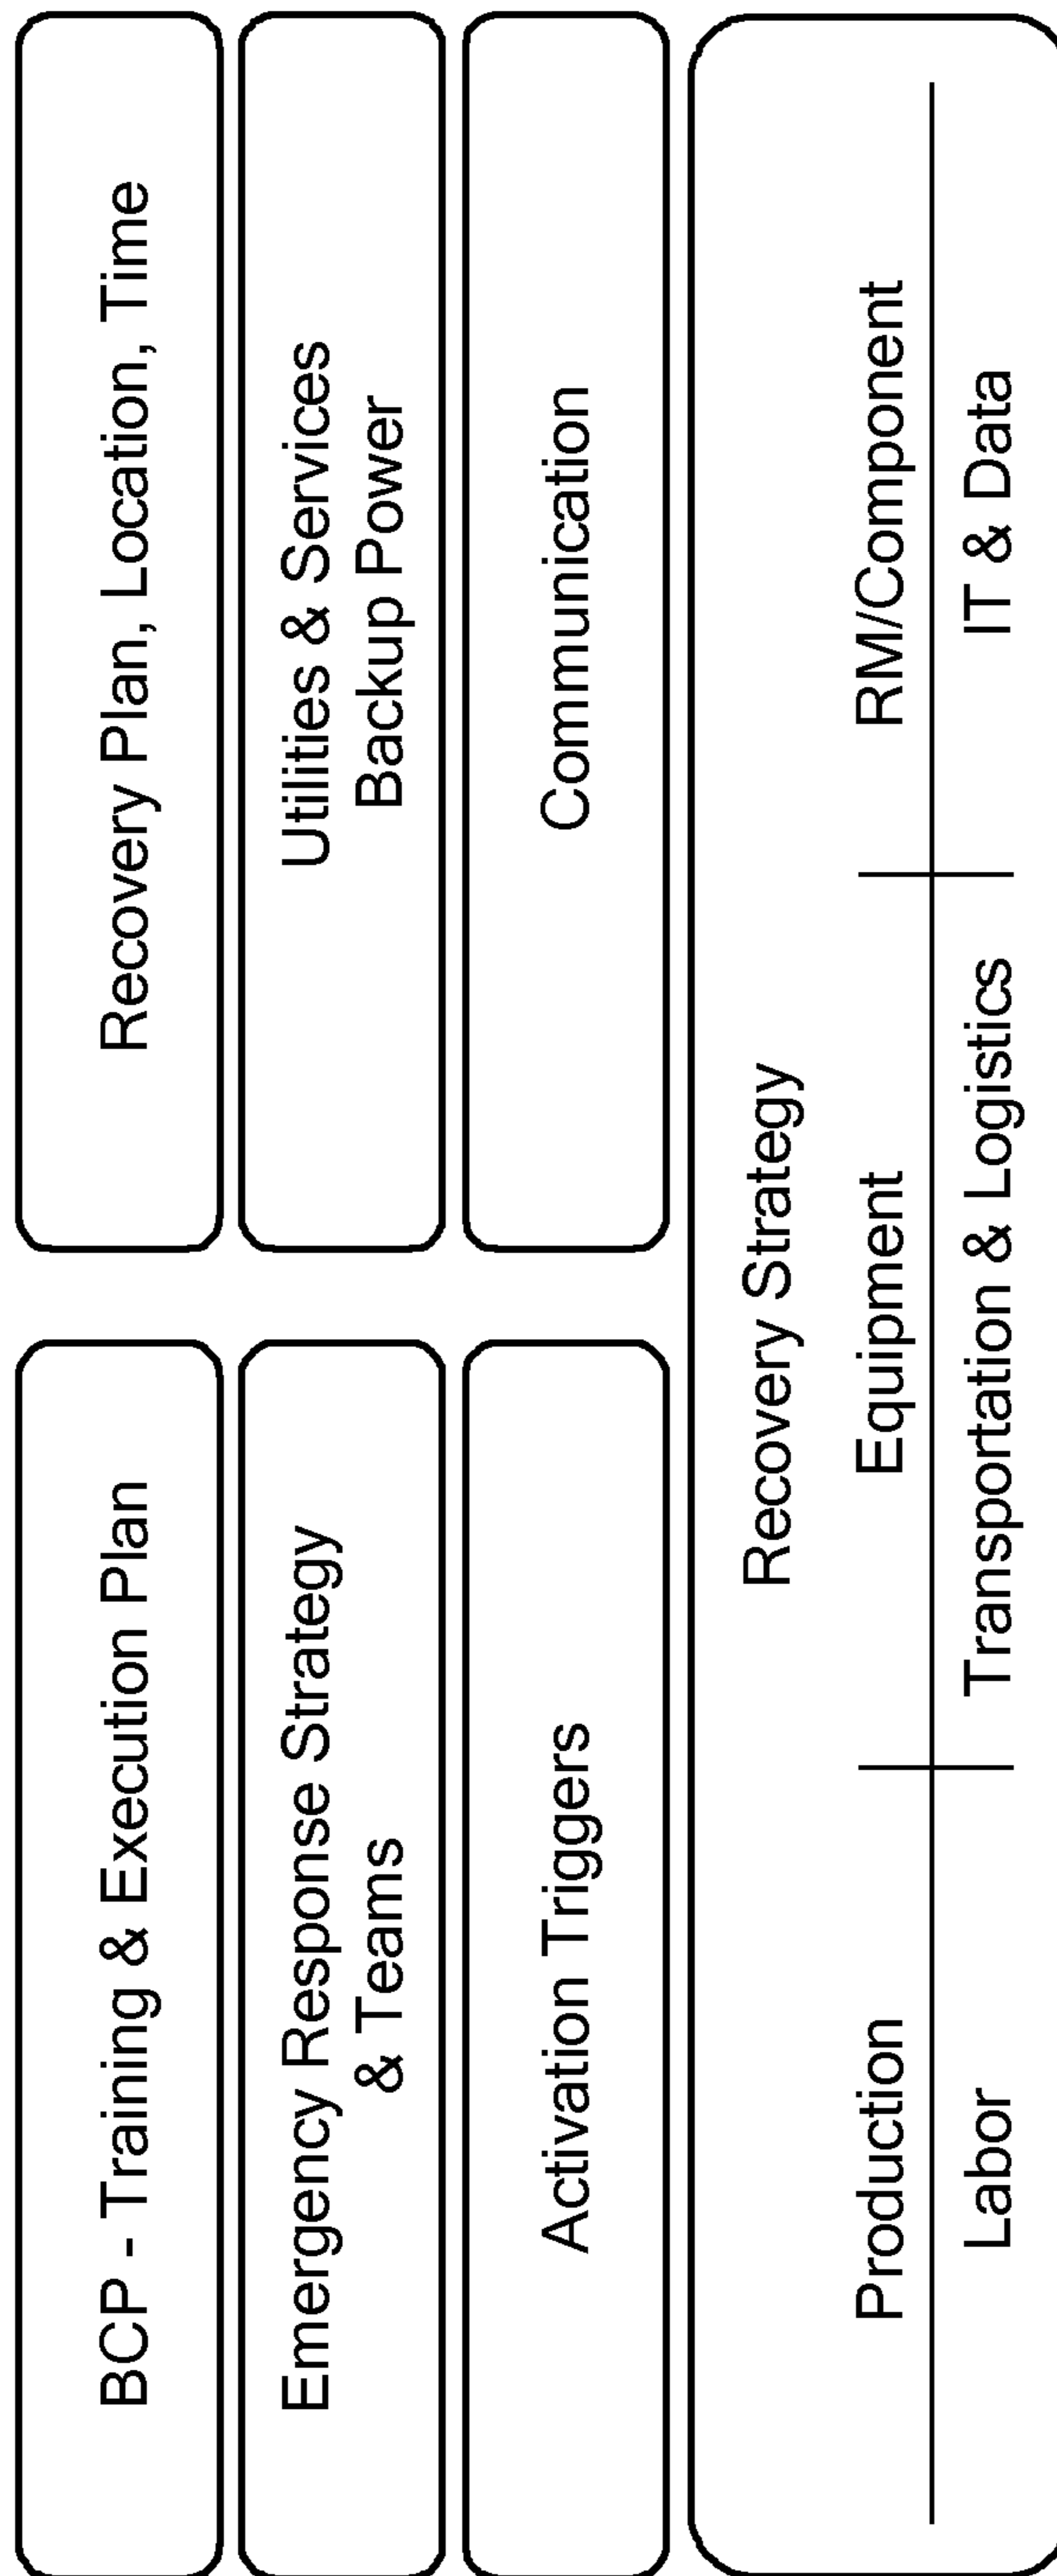 BCP - Training & Execution Plan
Recovery Plan, Location, Time
Emergency Response Strategy
& Teams
Utilities & Services
Backup Power
Activation Triggers
Communication
Recovery Strategy
Production
Equipment
RM/Component
Labor
Transportation & Logistics
IT & Data